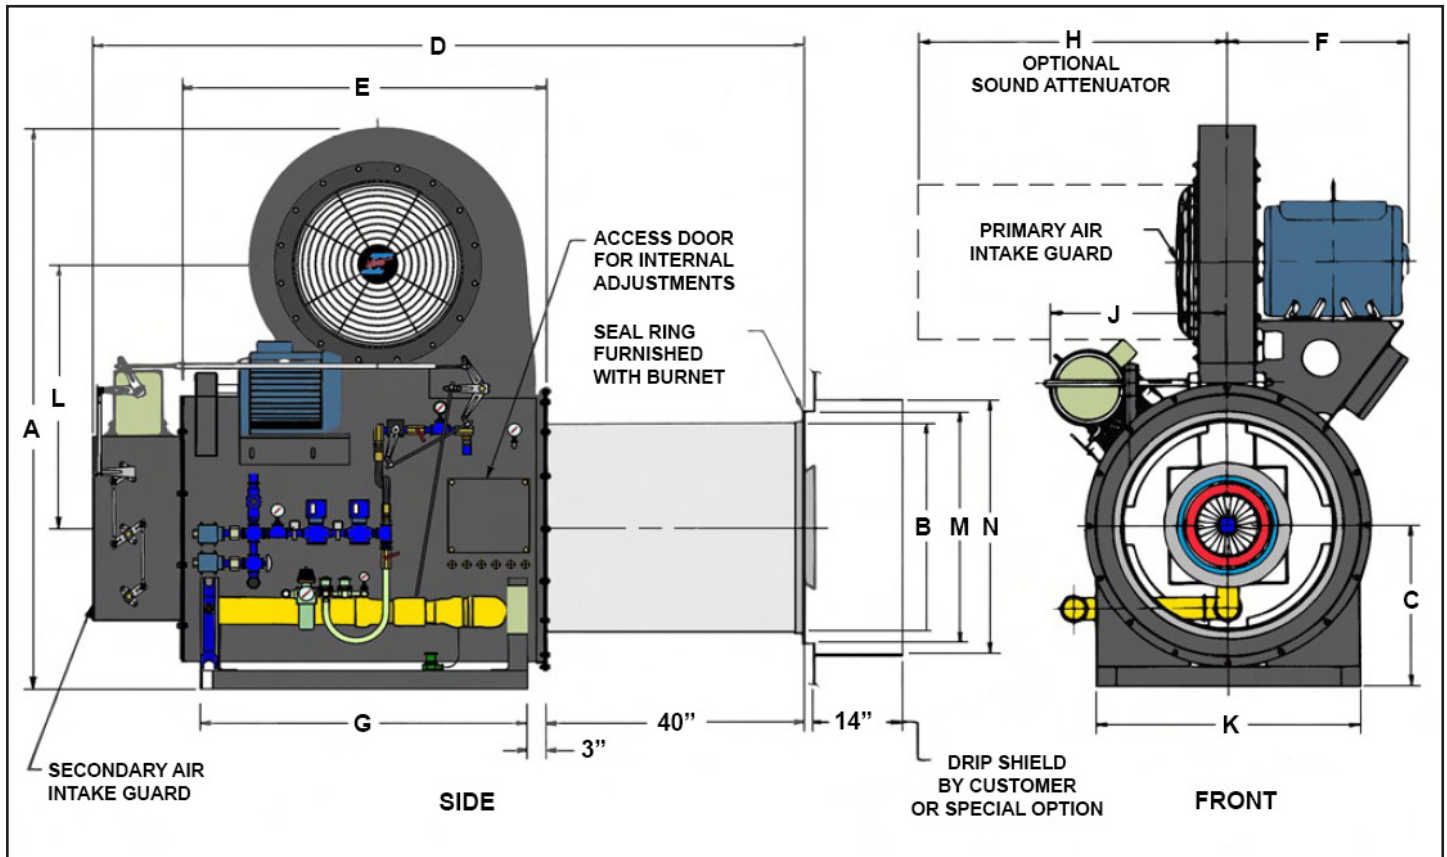 D
H
F
OPTIONAL
SOUND ATTENUATOR
E
ACCESS DOOR
FOR INTERNAL
ADJUSTMENTS
PRIMARY AIR
INTAKE GUARD
SEAL RING
FURNISHED
WITH BURNET
J
L
A
B
M
N
C
G
40”
14”
3”
K
SECONDARY AIR
INTAKE GUARD
DRIP SHIELD
BY CUSTOMER
OR SPECIAL OPTION
SIDE
FRONT